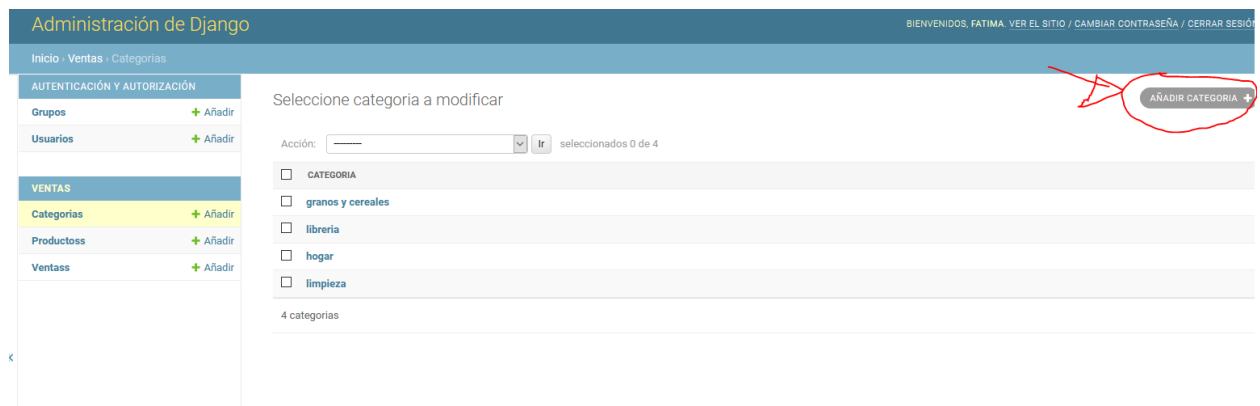 Administración de Django
BIENVENIDOS, FATIMA. VER EL SITIO / CAMBIAR CONTRASEÑA / CERRAR SESIÓN
Inicio › Ventas › Categorias
AUTENTICACIÓN Y AUTORIZACIÓN
Grupos + Añadir
Usuarios + Añadir
VENTAS
Categorias + Añadir
Productoss + Añadir
Ventass + Añadir
Seleccione categoria a modificar
AÑADIR CATEGORIA +
Acción: --------- Ir seleccionados 0 de 4
CATEGORIA
granos y cereales
libreria
hogar
limpieza
4 categorias